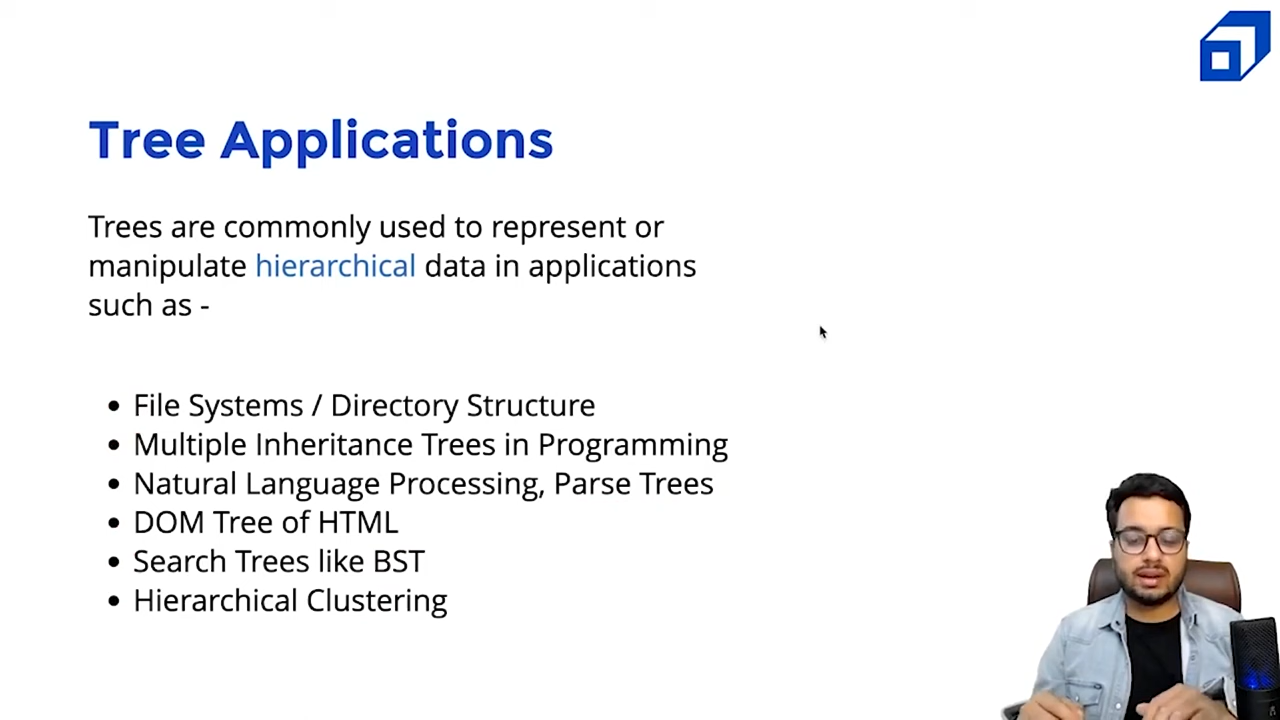 Tree Applications
Trees are commonly used to represent or
manipulate hierarchical data in applications
such as -
• File Systems / Directory Structure
• Multiple Inheritance Trees in Programming
• Natural Language Processing, Parse Trees
• DOM Tree of HTML
• Search Trees like BST
• Hierarchical Clustering